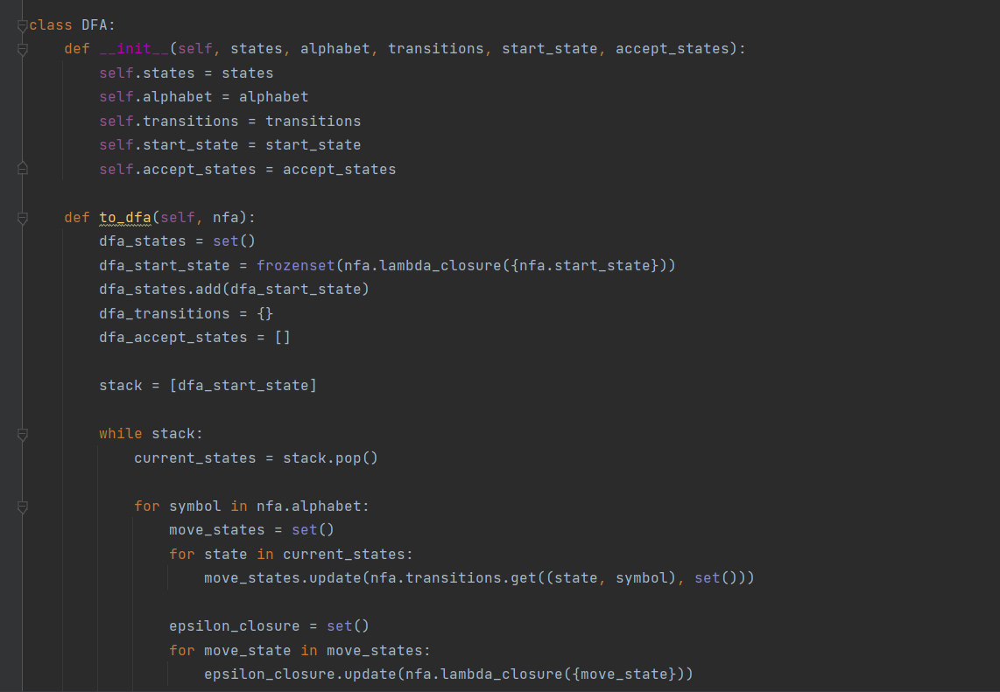 class DFA:
    def __init__(self, states, alphabet, transitions, start_state, accept_states):
        self.states = states
        self.alphabet = alphabet
        self.transitions = transitions
        self.start_state = start_state
        self.accept_states = accept_states

    def to_dfa(self, nfa):
        dfa_states = set()
        dfa_start_state = frozenset(nfa.lambda_closure({nfa.start_state}))
        dfa_states.add(dfa_start_state)
        dfa_transitions = {}
        dfa_accept_states = []

        stack = [dfa_start_state]

        while stack:
            current_states = stack.pop()

            for symbol in nfa.alphabet:
                move_states = set()
                for state in current_states:
                    move_states.update(nfa.transitions.get((state, symbol), set()))

                epsilon_closure = set()
                for move_state in move_states:
                    epsilon_closure.update(nfa.lambda_closure({move_state}))